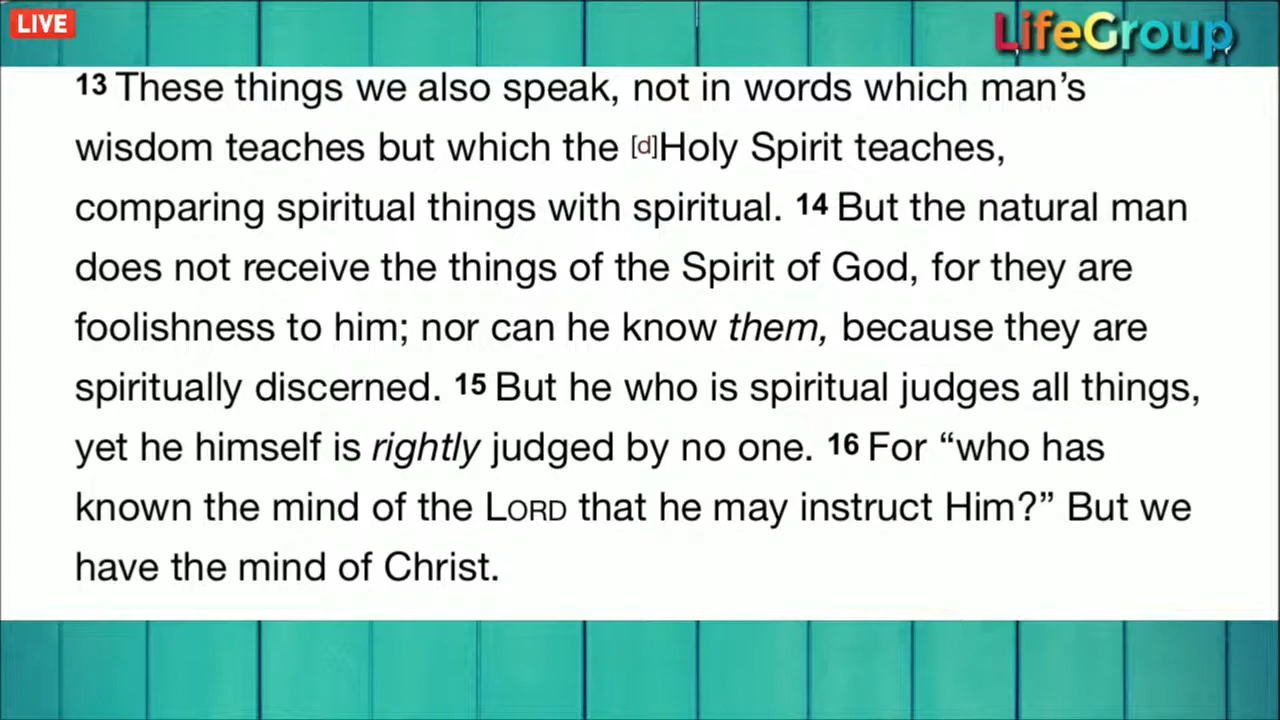 LIVE
LifeGroup
13 These things we also speak, not in words which man’s
wisdom teaches but which the [d]Holy Spirit teaches,
comparing spiritual things with spiritual. 14 But the natural man
does not receive the things of the Spirit of God, for they are
foolishness to him; nor can he know them, because they are
spiritually discerned. 15 But he who is spiritual judges all things,
yet he himself is rightly judged by no one. 16 For “who has
known the mind of the LORD that he may instruct Him?” But we
have the mind of Christ.